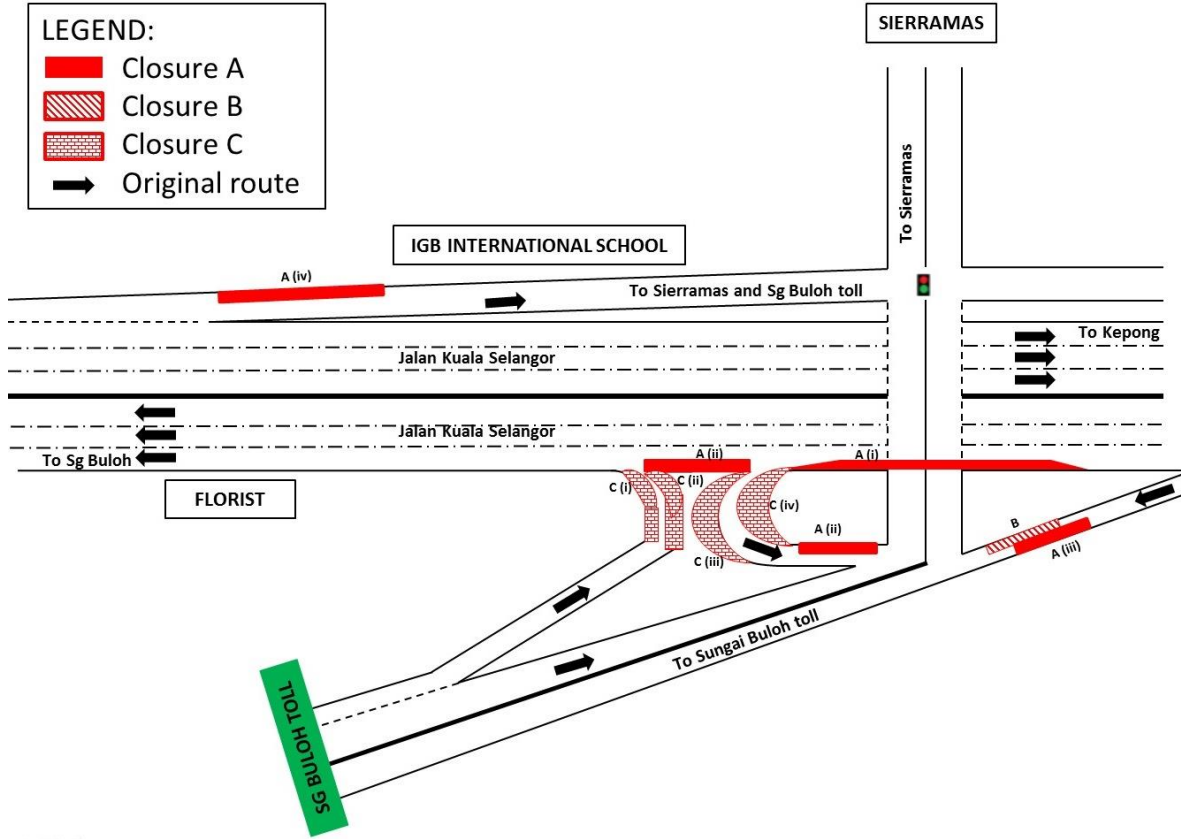 LEGEND:
Closure A
Closure B
Closure C
Original route
SIERRAMAS
To Sierramas
IGB INTERNATIONAL SCHOOL
A (iv)
To Sierramas and Sg Buloh toll
To Kepong
Jalan Kuala Selangor
Jalan Kuala Selangor
To Sg Buloh
FLORIST
A (ii)
A (i)
C (i)
C (ii)
C (iv)
C (iii)
A (ii)
B
A (iii)
To Sungai Buloh toll
SG BULOH TOLL